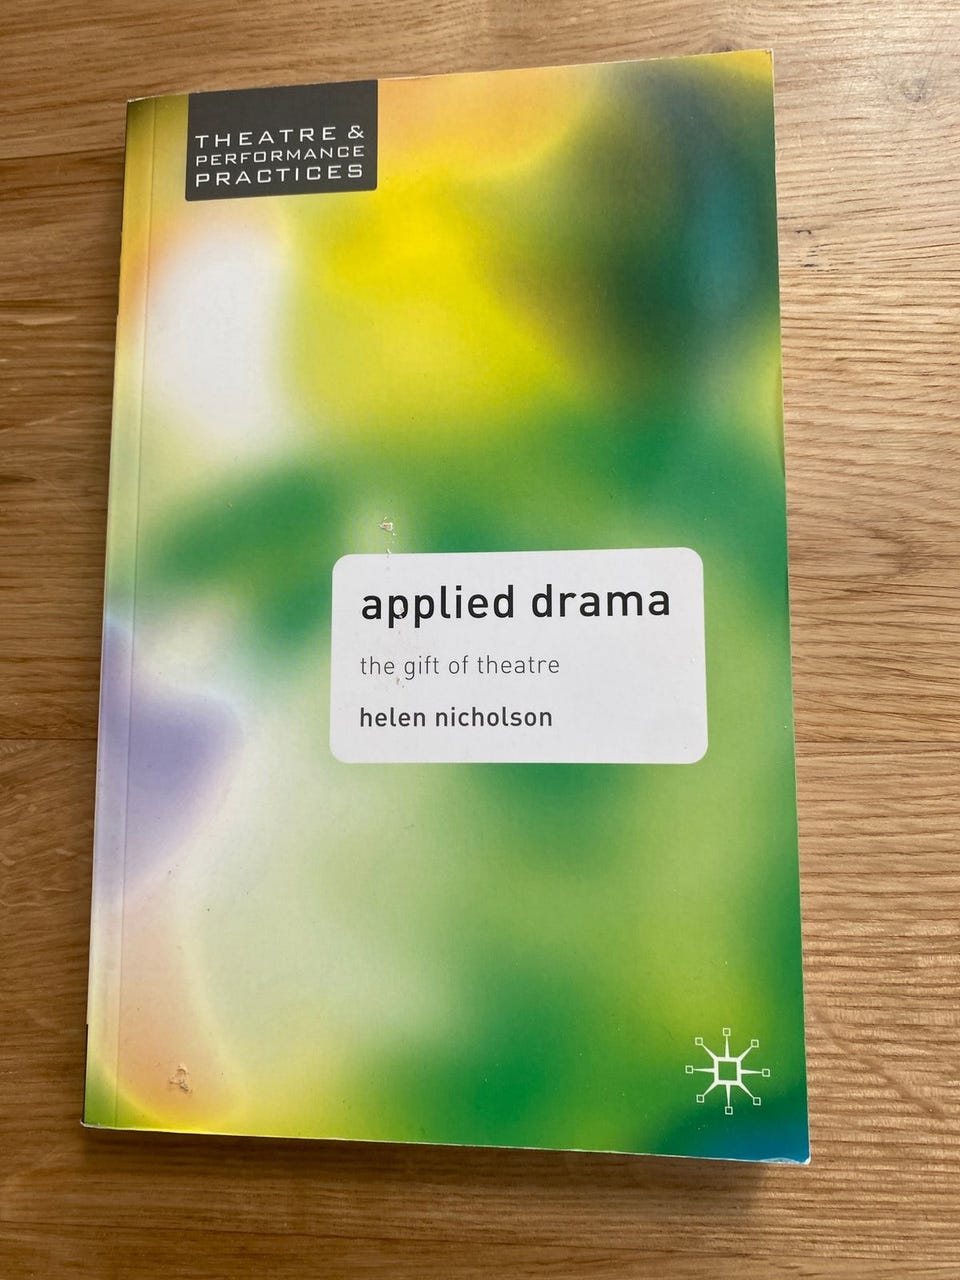 THEATRE &
PERFORMANCE
PRACTICES
applied drama
the gift of theatre
helen nicholson